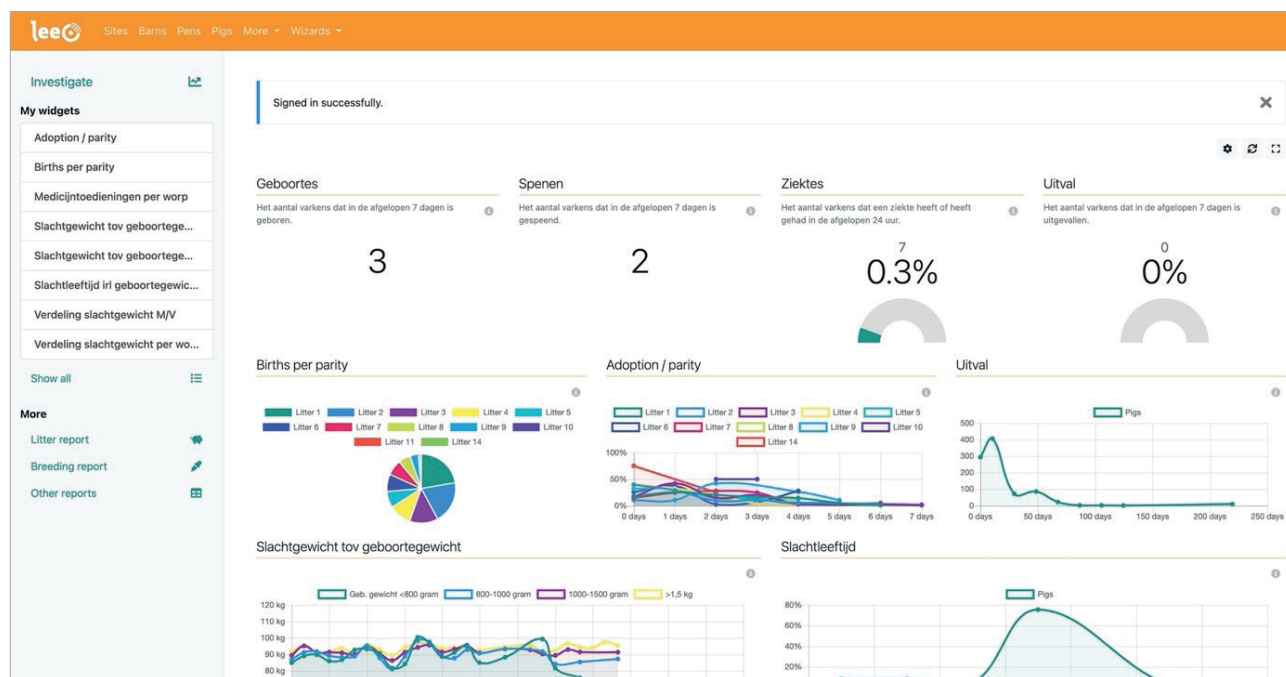 leeO
Sites Barns Pens Pigs More Wizards
Investigate
My widgets
Adoption / parity
Births per parity
Medicijntoedieningen per worp
Slachtgewicht tov geboortege...
Slachtgewicht tov geboortege...
Slachtleeftijd irl geboortegewic...
Verdeling slachtgewicht M/V
Verdeling slachtgewicht per wo...
Show all
More
Litter report
Breeding report
Other reports
Signed in successfully.
Geboortes
Het aantal varkens dat in de afgelopen 7 dagen is
geboren.
3
Spenen
Het aantal varkens dat in de afgelopen 7 dagen is
gespeend.
2
Ziektes
Het aantal varkens dat een ziekte heeft of heeft
gehad in de afgelopen 24 uur.
7
0.3%
Uitval
Het aantal varkens dat in de afgelopen 7 dagen is
uitgevallen.
0
0%
Births per parity
Litter 1 Litter 2 Litter 3 Litter 4 Litter 5
Litter 6 Litter 7 Litter 8 Litter 9 Litter 10
Litter 11 Litter 14
Adoption / parity
Litter 1 Litter 2 Litter 3 Litter 4 Litter 5
Litter 6 Litter 7 Litter 8 Litter 9 Litter 10
Litter 14
100%
50%
0%
0 days 1 days 2 days 3 days 4 days 5 days 6 days 7 days
Uitval
Pigs
500
400
300
200
100
0
0 days 50 days 100 days 150 days 200 days 250 days
Slachtgewicht tov geboortegewicht
Geb. gewicht <800 gram 800-1000 gram 1000-1500 gram >1,5 kg
120 kg
110 kg
100 kg
90 kg
80 kg
Slachtleeftijd
Pigs
80%
60%
40%
20%